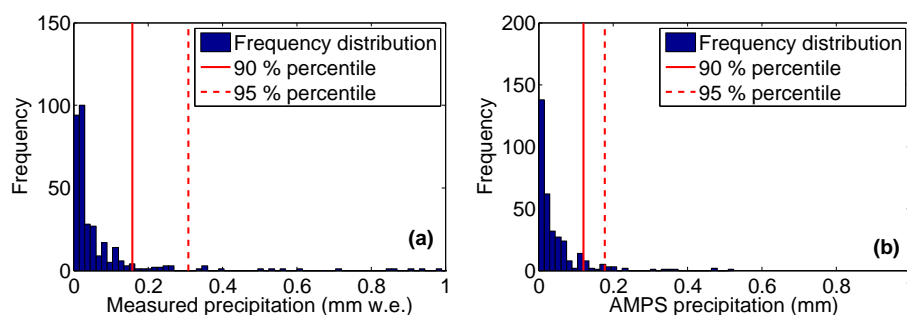 150
100
50
0
Frequency
0
0.2
0.4
0.6
0.8
1
Measured precipitation (mm w.e.)
Frequency distribution
90 % percentile
95 % percentile
(a)
200
150
100
50
0
Frequency
0
0.2
0.4
0.6
0.8
AMPS precipitation (mm)
Frequency distribution
90 % percentile
95 % percentile
(b)